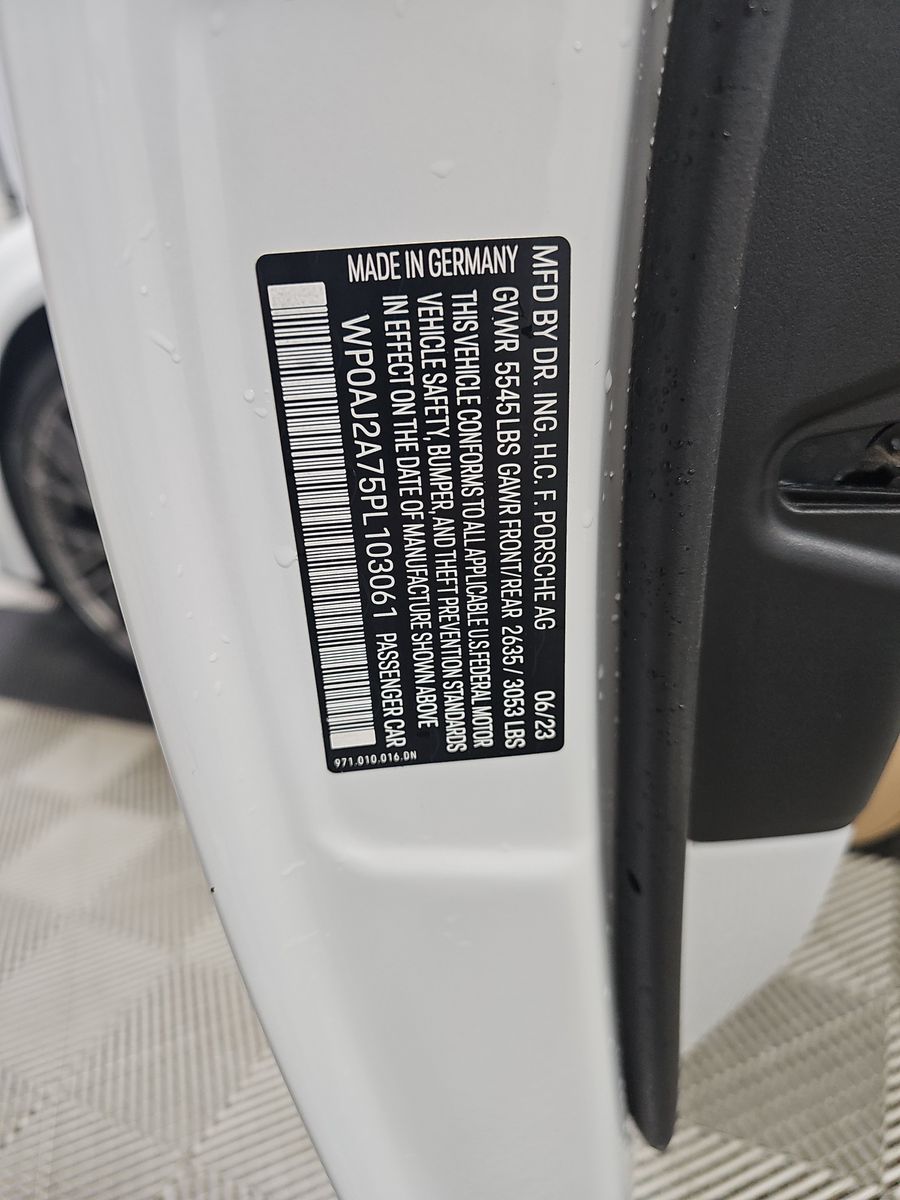 MFD BY DR. ING. H.C. F. PORSCHE AG 06/23
GVWR 5545 LBS GAWR FRONT/REAR 2635 / 3053 LBS
THIS VEHICLE CONFORMS TO ALL APPLICABLE U.S.FEDERAL MOTOR
VEHICLE SAFETY, BUMPER, AND THEFT PREVENTION STANDARDS
IN EFFECT ON THE DATE OF MANUFACTURE SHOWN ABOVE
WP0AJ2A75PL103061 PASSENGER CAR
MADE IN GERMANY
971.010.016.DN